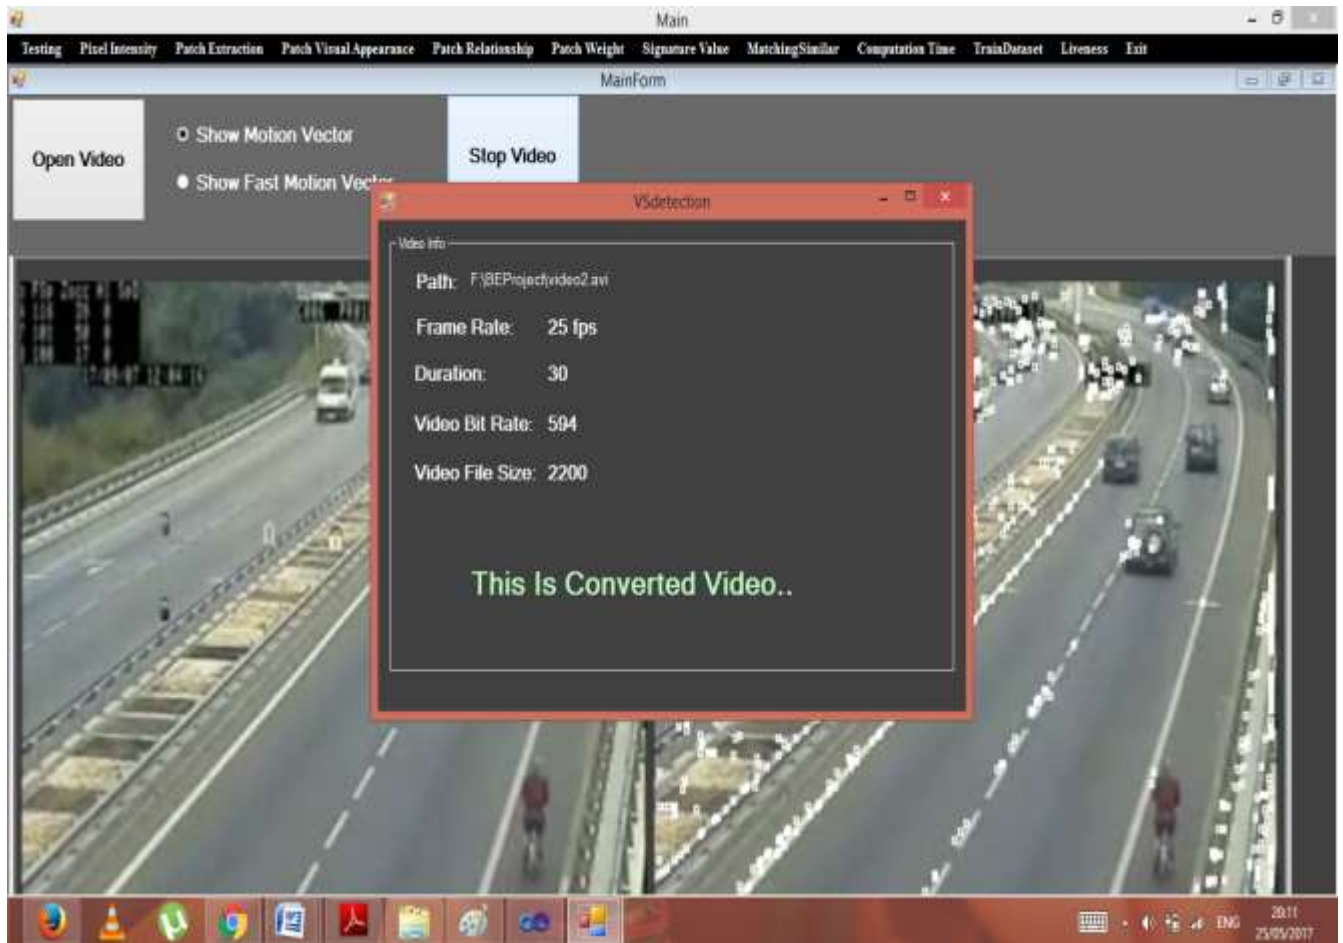 Main
Testing Pixel Intensity Patch Extraction Patch Visual Appearance Patch Relationship Patch Weight Signature Value MatchingSimilar Computation Time TrainDataset Liveness Exit
MainForm
Open Video
Show Motion Vector
Show Fast Motion Vector
Stop Video
VSdetection
Video Info
Path: F:\BEProject\video2.avi
Frame Rate: 25 fps
Duration: 30
Video Bit Rate: 594
Video File Size: 2200
This Is Converted Video..
ENG
20:11
25/05/2017